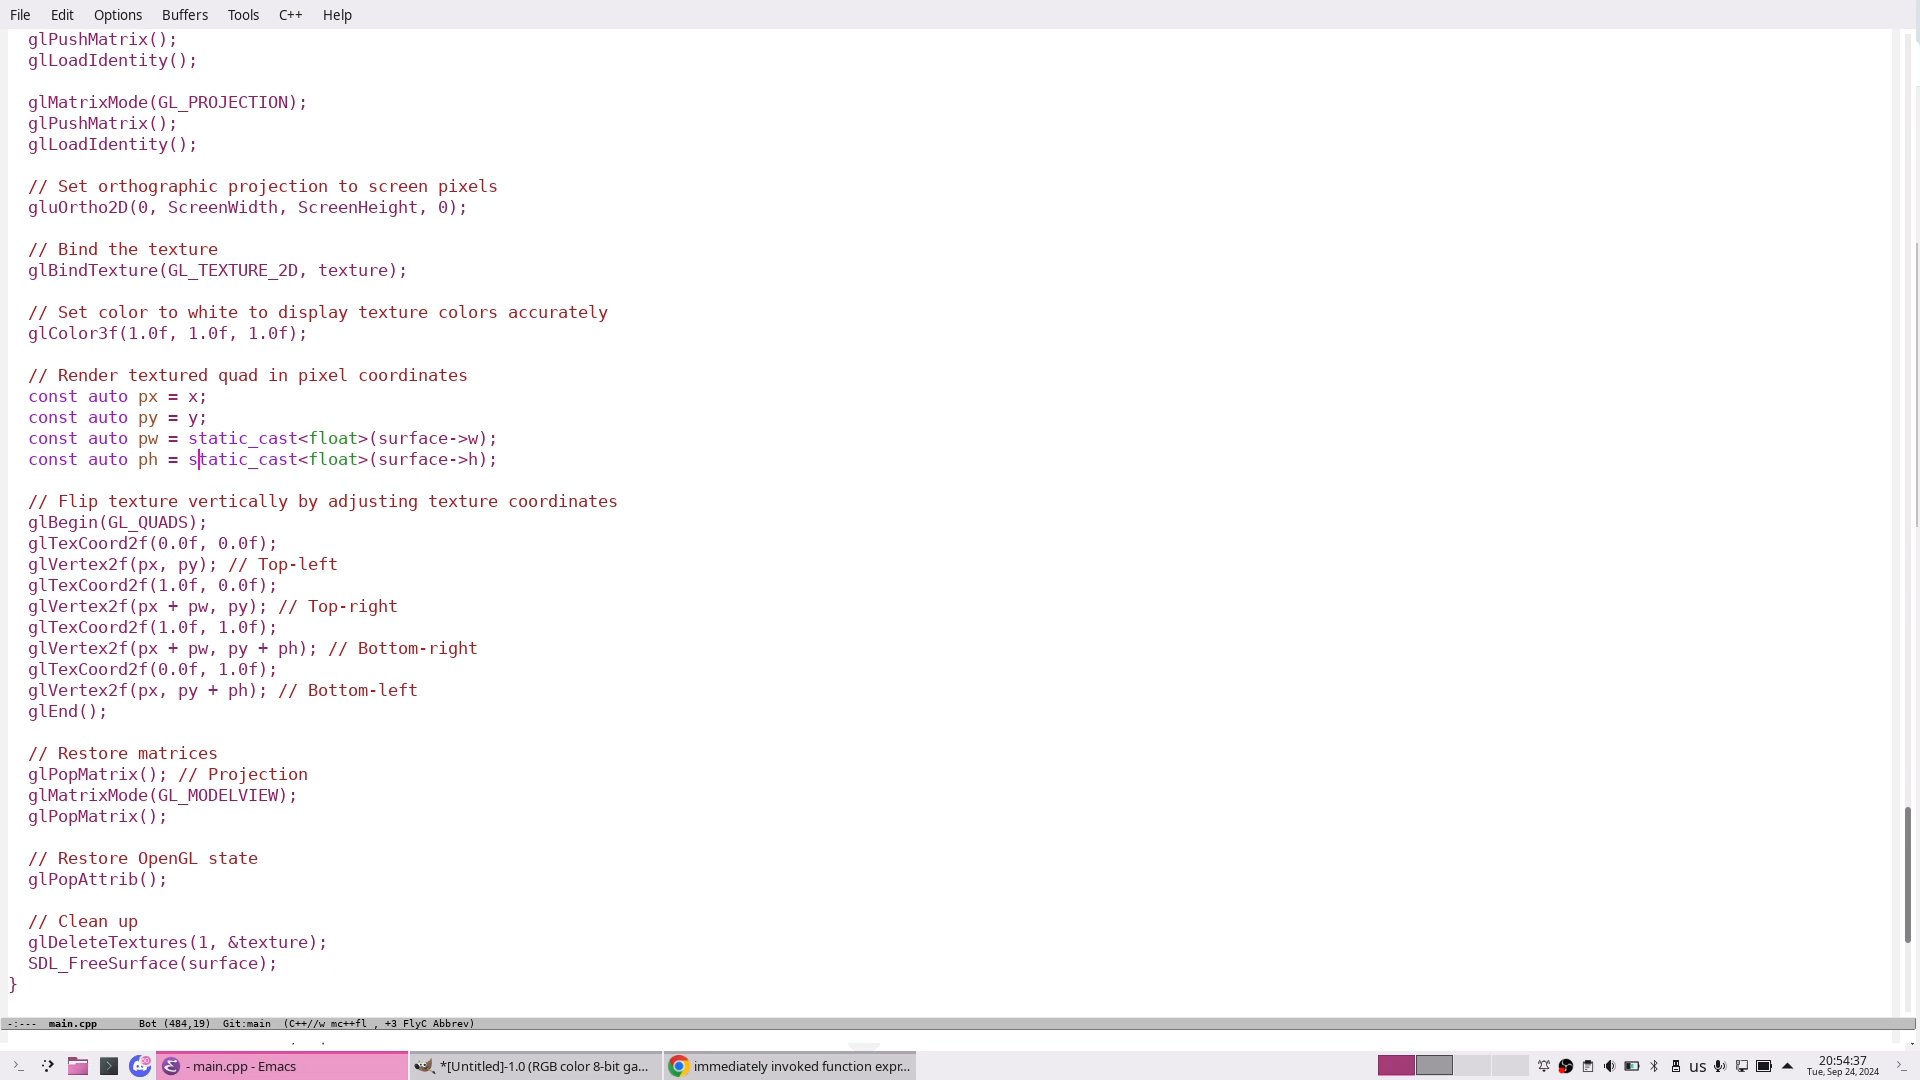 File Edit Options Buffers Tools C++ Help
glPushMatrix();
glLoadIdentity();
glMatrixMode(GL_PROJECTION);
glPushMatrix();
glLoadIdentity();
// Set orthographic projection to screen pixels
gluOrtho2D(0, ScreenWidth, ScreenHeight, 0);
// Bind the texture
glBindTexture(GL_TEXTURE_2D, texture);
// Set color to white to display texture colors accurately
glColor3f(1.0f, 1.0f, 1.0f);
// Render textured quad in pixel coordinates
const auto px = x;
const auto py = y;
const auto pw = static_cast<float>(surface->w);
const auto ph = static_cast<float>(surface->h);
// Flip texture vertically by adjusting texture coordinates
glBegin(GL_QUADS);
glTexCoord2f(0.0f, 0.0f);
glVertex2f(px, py); // Top-left
glTexCoord2f(1.0f, 0.0f);
glVertex2f(px + pw, py); // Top-right
glTexCoord2f(1.0f, 1.0f);
glVertex2f(px + pw, py + ph); // Bottom-right
glTexCoord2f(0.0f, 1.0f);
glVertex2f(px, py + ph); // Bottom-left
glEnd();
// Restore matrices
glPopMatrix(); // Projection
glMatrixMode(GL_MODELVIEW);
glPopMatrix();
// Restore OpenGL state
glPopAttrib();
// Clean up
glDeleteTextures(1, &texture);
SDL_FreeSurface(surface);
}
-:--- main.cpp Bot (484,19) Git:main (C++//w mc++fl , +3 FlyC Abbrev)
- main.cpp - Emacs
*[Untitled]-1.0 (RGB color 8-bit ga...
immediately invoked function expr...
us
20:54:37
Tue, Sep 24, 2024